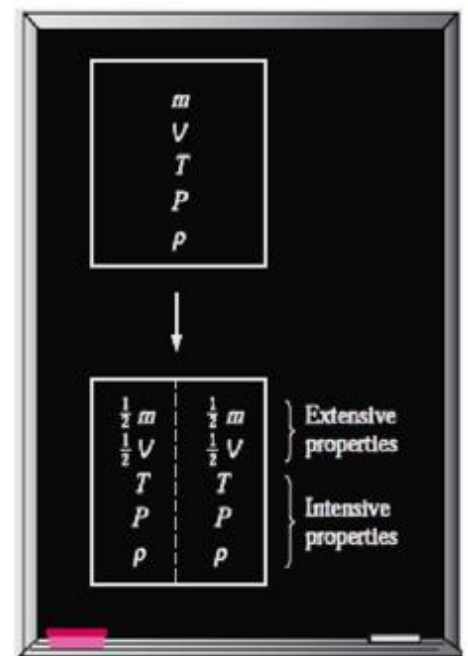 m
V
T
P
ρ
½ m ½ m
½ V ½ V
Extensive
properties
T T
P P
ρ ρ
Intensive
properties